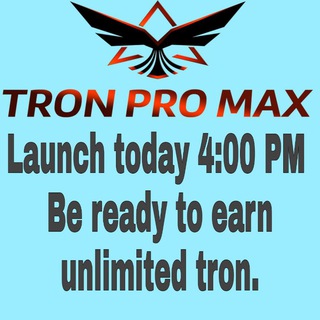 TRON PRO MAX
Launch today 4:00 PM
Be ready to earn
unlimited tron.